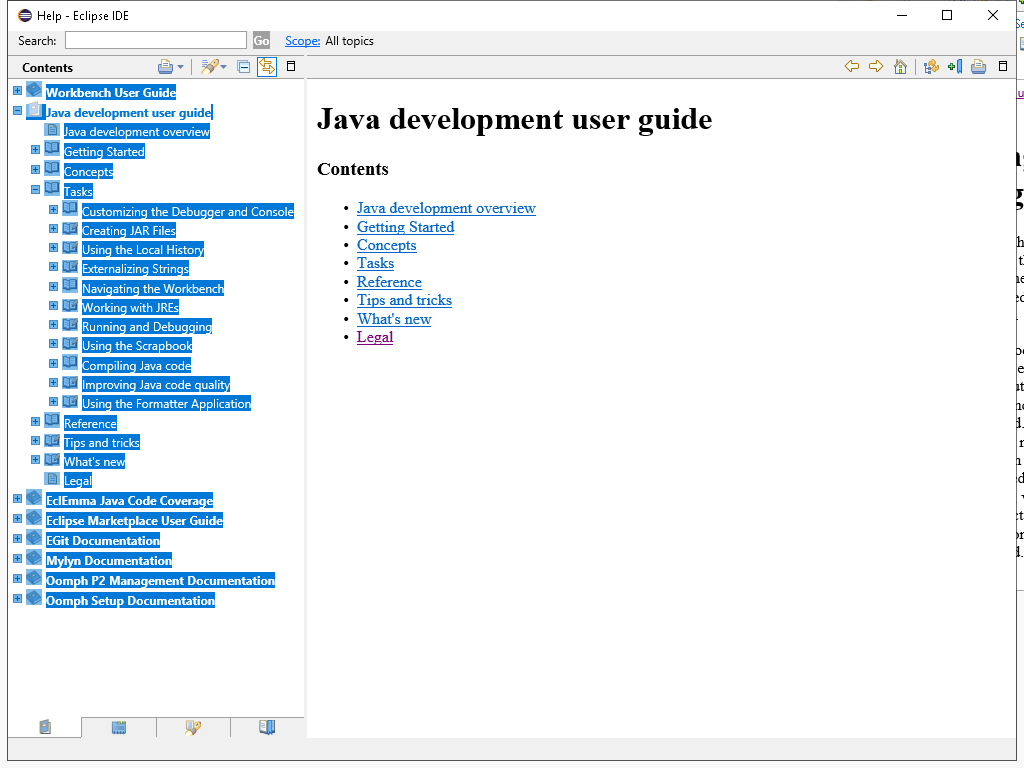 Help - Eclipse IDE
Search:
Go
Scope: All topics
Contents
Workbench User Guide
Java development user guide
Java development overview
Getting Started
Concepts
Tasks
Customizing the Debugger and Console
Creating JAR Files
Using the Local History
Externalizing Strings
Navigating the Workbench
Working with JREs
Running and Debugging
Using the Scrapbook
Compiling Java code
Improving Java code quality
Using the Formatter Application
Reference
Tips and tricks
What's new
Legal
EclEmma Java Code Coverage
Eclipse Marketplace User Guide
EGit Documentation
Mylyn Documentation
Oomph P2 Management Documentation
Oomph Setup Documentation
Java development user guide
Contents
• Java development overview
• Getting Started
• Concepts
• Tasks
• Reference
• Tips and tricks
• What's new
• Legal